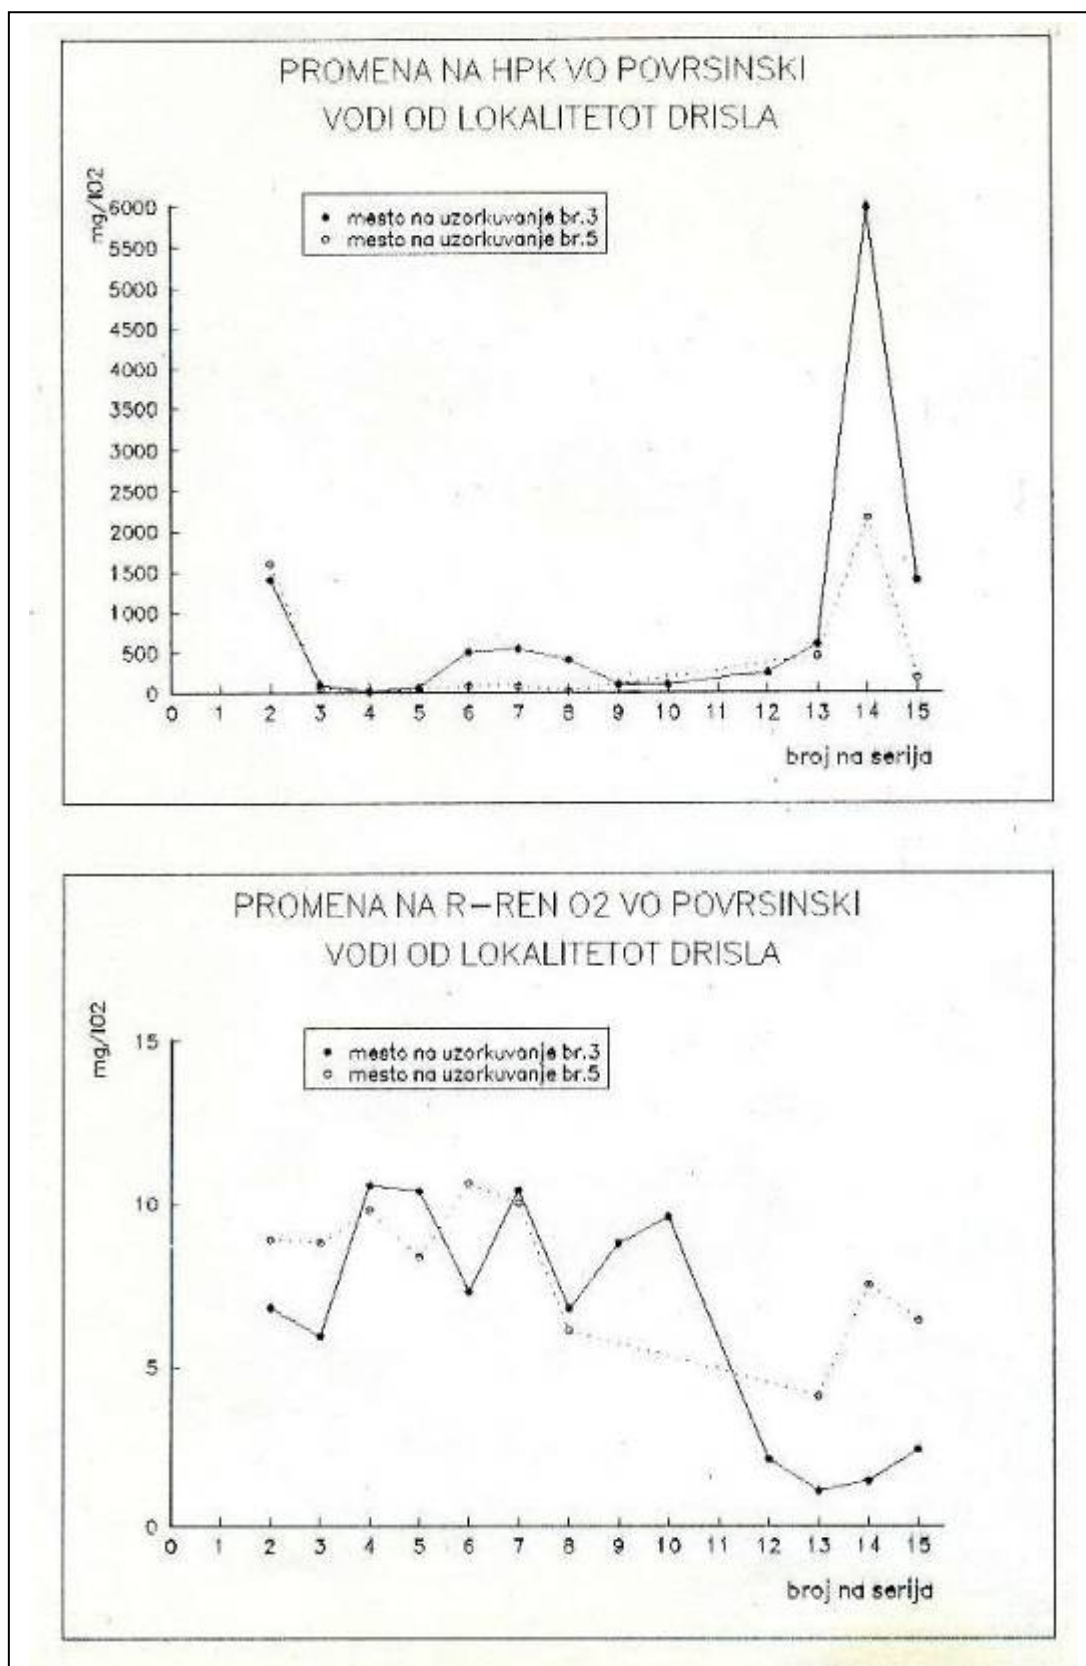 PROMENA NA HPK VO POVRSINSKI
VODI OD LOKALITETOT DRISLA
mg/lO2
mesto na uzorkuvanje br.3
mesto na uzorkuvanje br.5
6000
5500
5000
4500
4000
3500
3000
2500
2000
1500
1000
500
0
0 1 2 3 4 5 6 7 8 9 10 11 12 13 14 15
broj na serija
PROMENA NA R-REN O2 VO POVRSINSKI
VODI OD LOKALITETOT DRISLA
mg/lO2
mesto na uzorkuvanje br.3
mesto na uzorkuvanje br.5
15
10
5
0
0 1 2 3 4 5 6 7 8 9 10 11 12 13 14 15
broj na serija